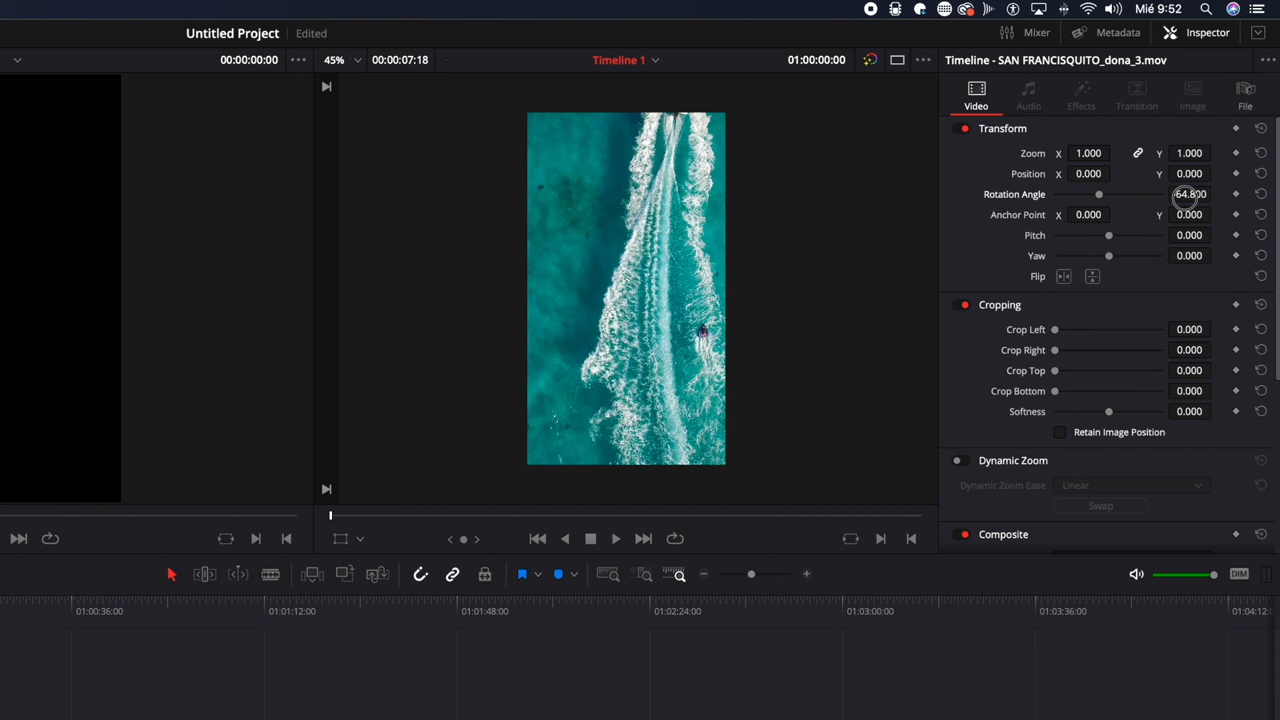 Mié 9:52
Untitled Project Edited
Mixer Metadata Inspector
00:00:00:00 45% 00:00:07:18 Timeline 1 01:00:00:00 Timeline - SAN FRANCISQUITO_dona_3.mov
Video Audio Effects Transition Image File
Transform
Zoom X 1.000 Y 1.000
Position X 0.000 Y 0.000
Rotation Angle -64.800
Anchor Point X 0.000 Y 0.000
Pitch 0.000
Yaw 0.000
Flip
Cropping
Crop Left 0.000
Crop Right 0.000
Crop Top 0.000
Crop Bottom 0.000
Softness 0.000
Retain Image Position
Dynamic Zoom
Dynamic Zoom Ease Linear
Swap
Composite
DIM
01:00:36:00 01:01:12:00 01:01:48:00 01:02:24:00 01:03:00:00 01:03:36:00 01:04:12: